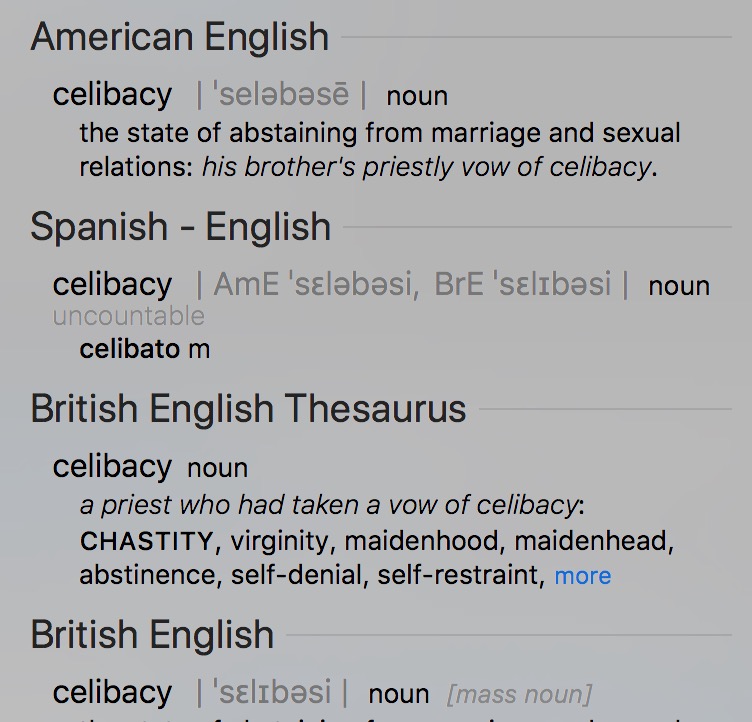 American English
celibacy | ˈseləbəsē | noun
the state of abstaining from marriage and sexual
relations: his brother's priestly vow of celibacy.
Spanish - English
celibacy | AmE ˈsɛləbəsi, BrE ˈsɛlɪbəsi | noun
uncountable
celibato m
British English Thesaurus
celibacy noun
a priest who had taken a vow of celibacy:
CHASTITY, virginity, maidenhood, maidenhead,
abstinence, self-denial, self-restraint, more
British English
celibacy | ˈsɛlɪbəsi | noun [mass noun]